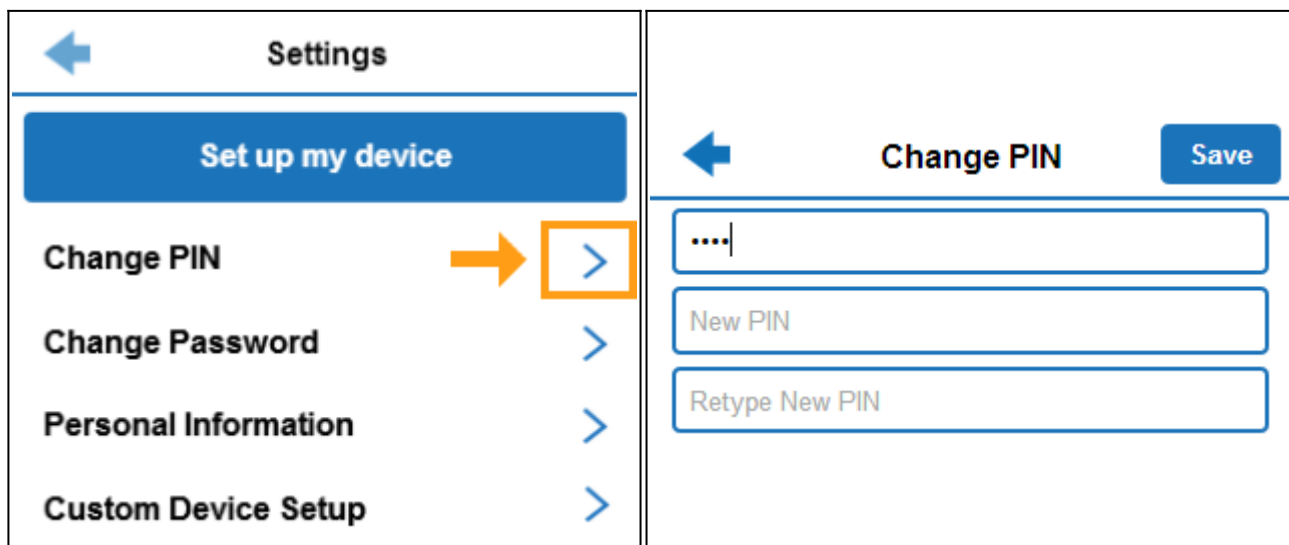 Settings
Set up my device
Change PIN
Change Password
Personal Information
Custom Device Setup
Change PIN
Save
••••
New PIN
Retype New PIN